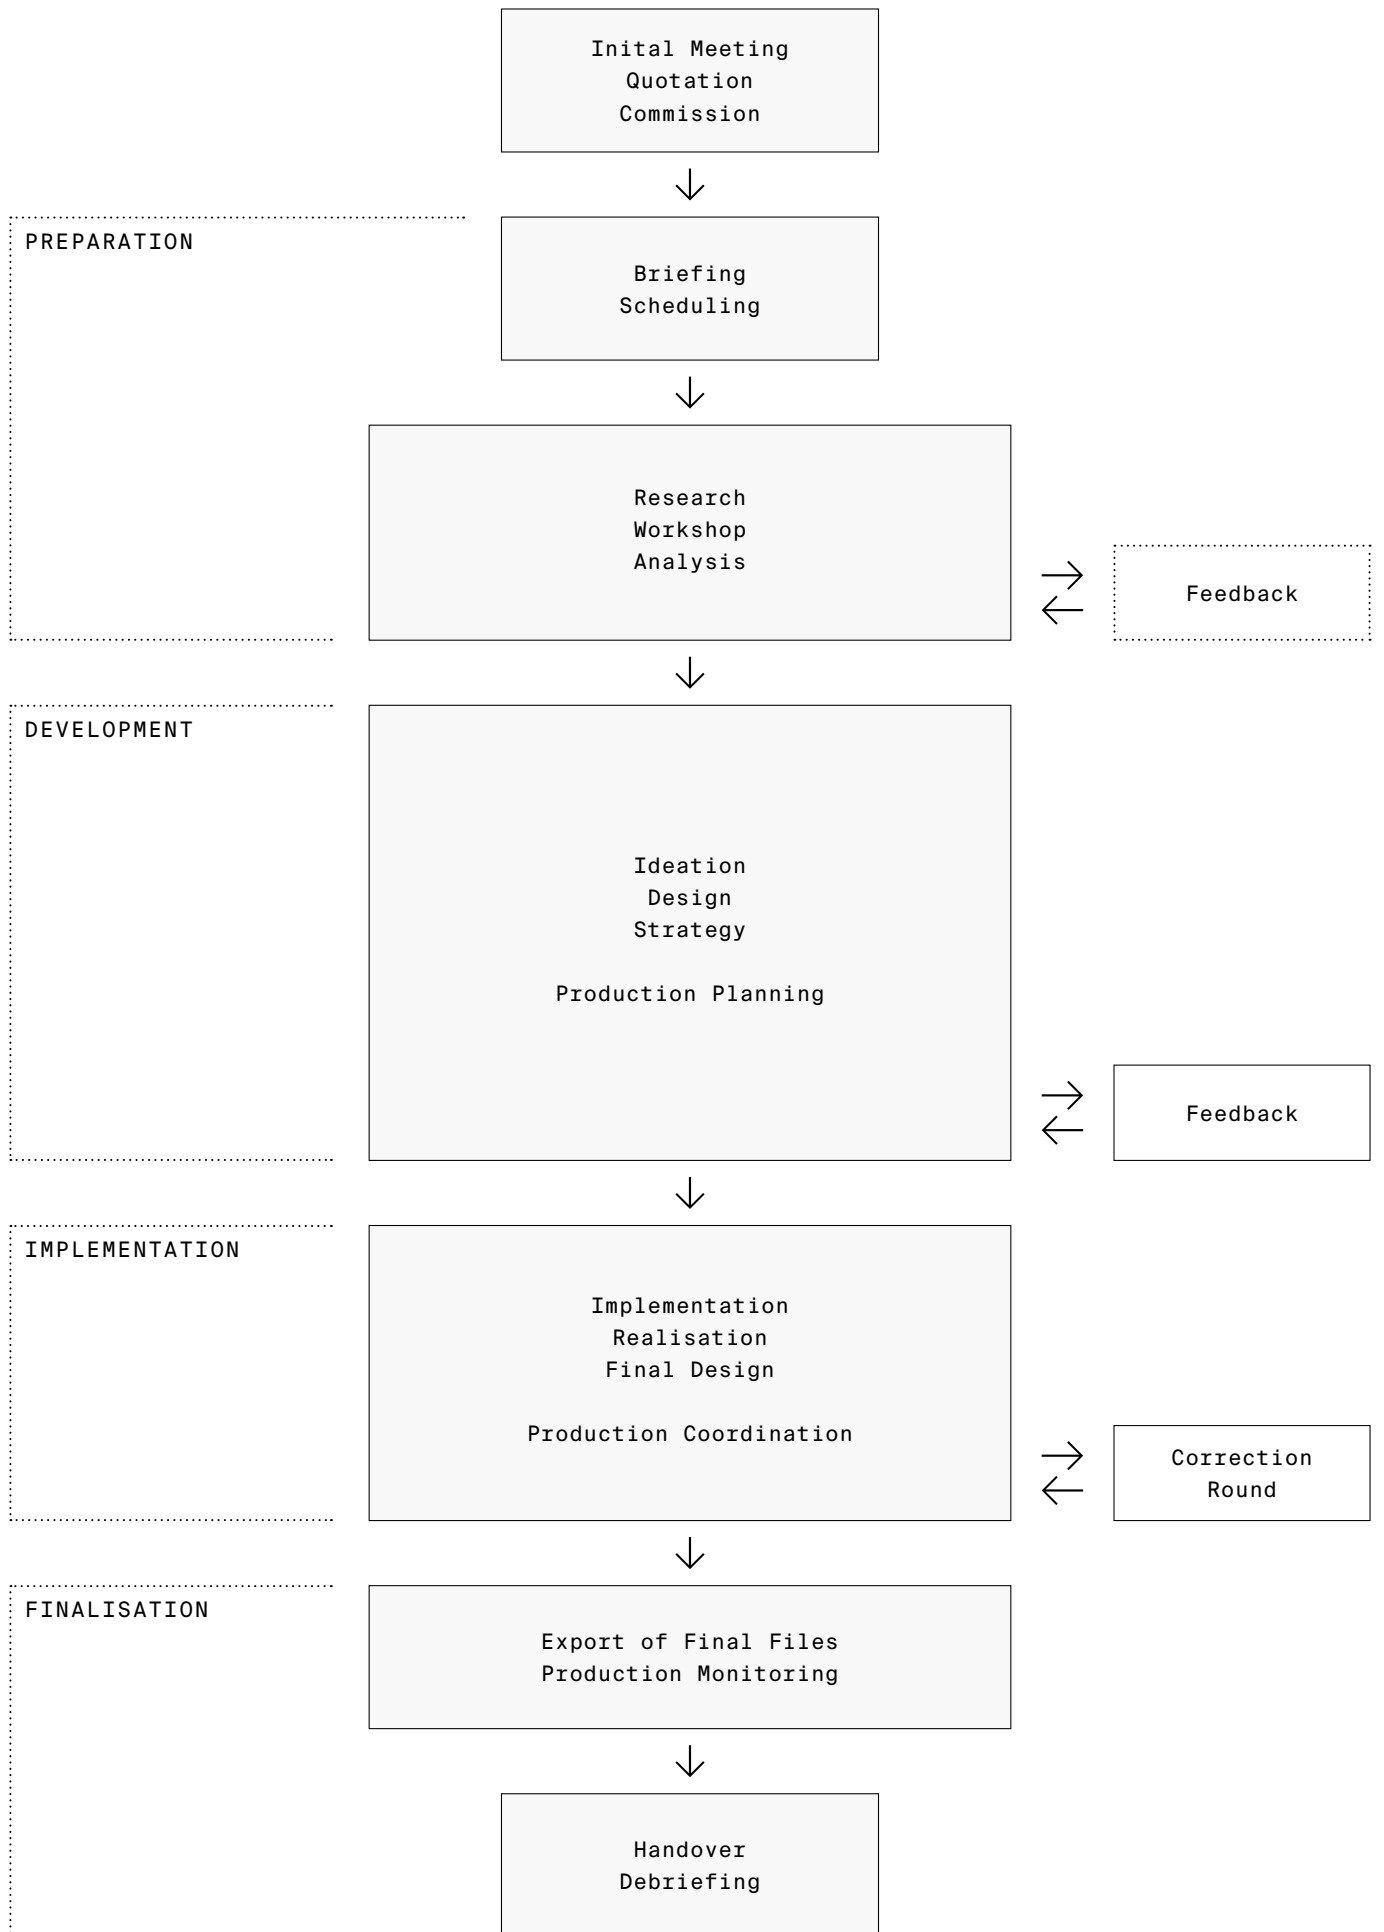 Inital Meeting
Quotation
Commission
PREPARATION
Briefing
Scheduling
Research
Workshop
Analysis
Feedback
DEVELOPMENT
Ideation
Design
Strategy
Production Planning
Feedback
IMPLEMENTATION
Implementation
Realisation
Final Design
Production Coordination
Correction
Round
FINALISATION
Export of Final Files
Production Monitoring
Handover
Debriefing